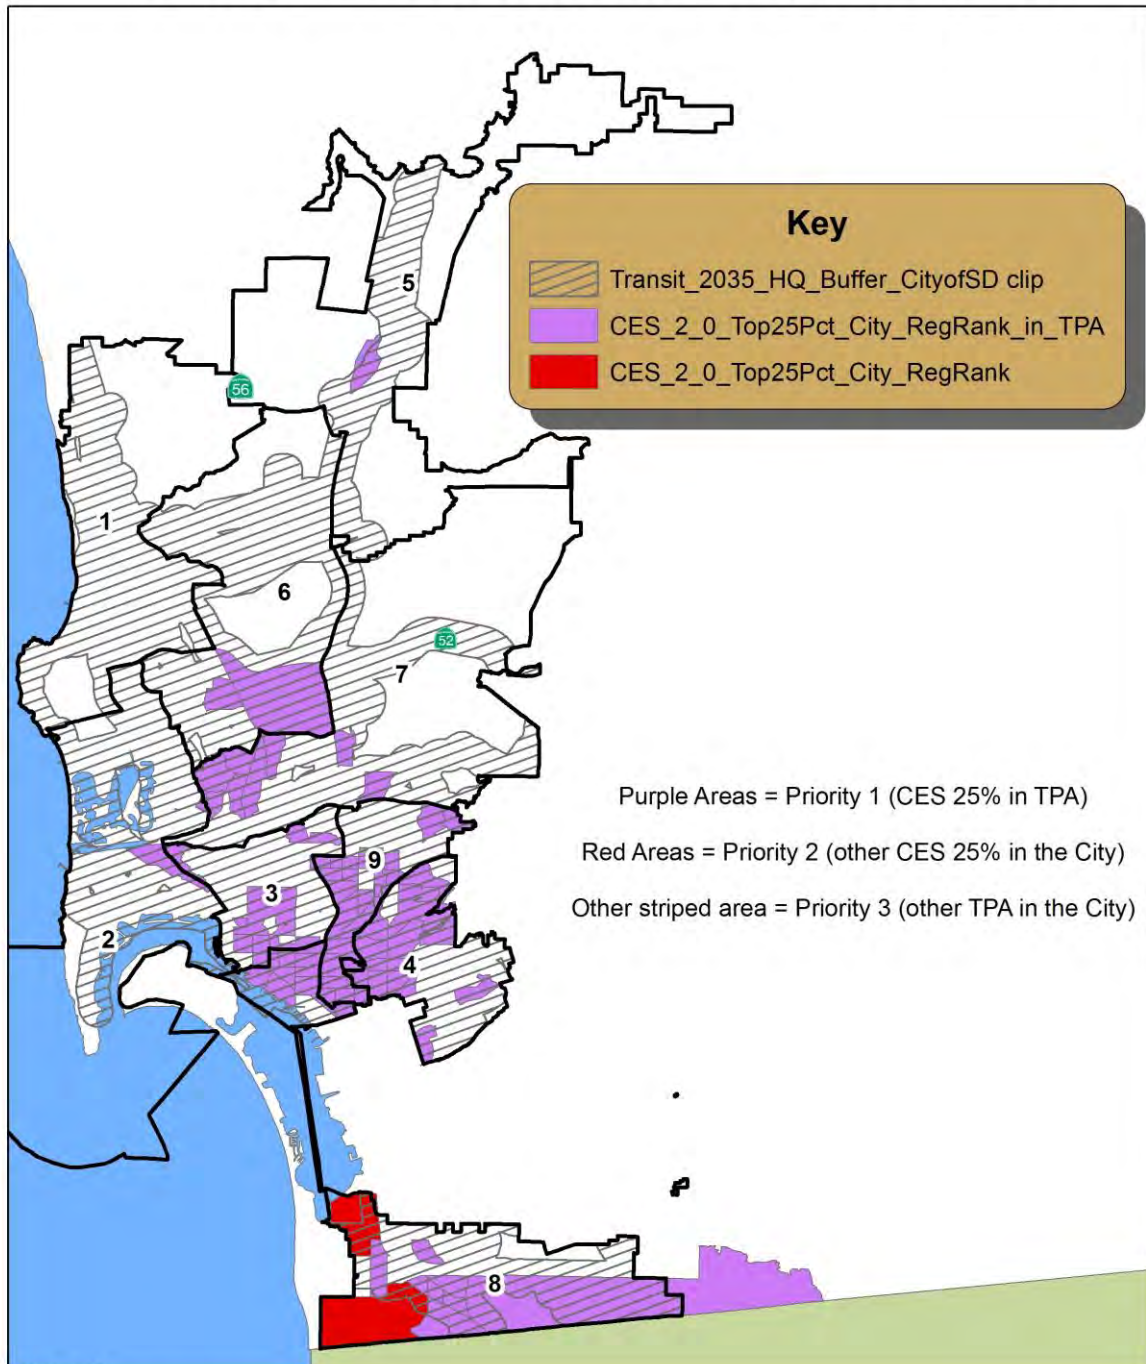 Key
Transit_2035_HQ_Buffer_CityofSD clip
CES_2_0_Top25Pct_City_RegRank_in_TPA
CES_2_0_Top25Pct_City_RegRank
5
56
1
6
52
7
Purple Areas = Priority 1 (CES 25% in TPA)
Red Areas = Priority 2 (other CES 25% in the City)
Other striped area = Priority 3 (other TPA in the City)
9
3
2
4
8